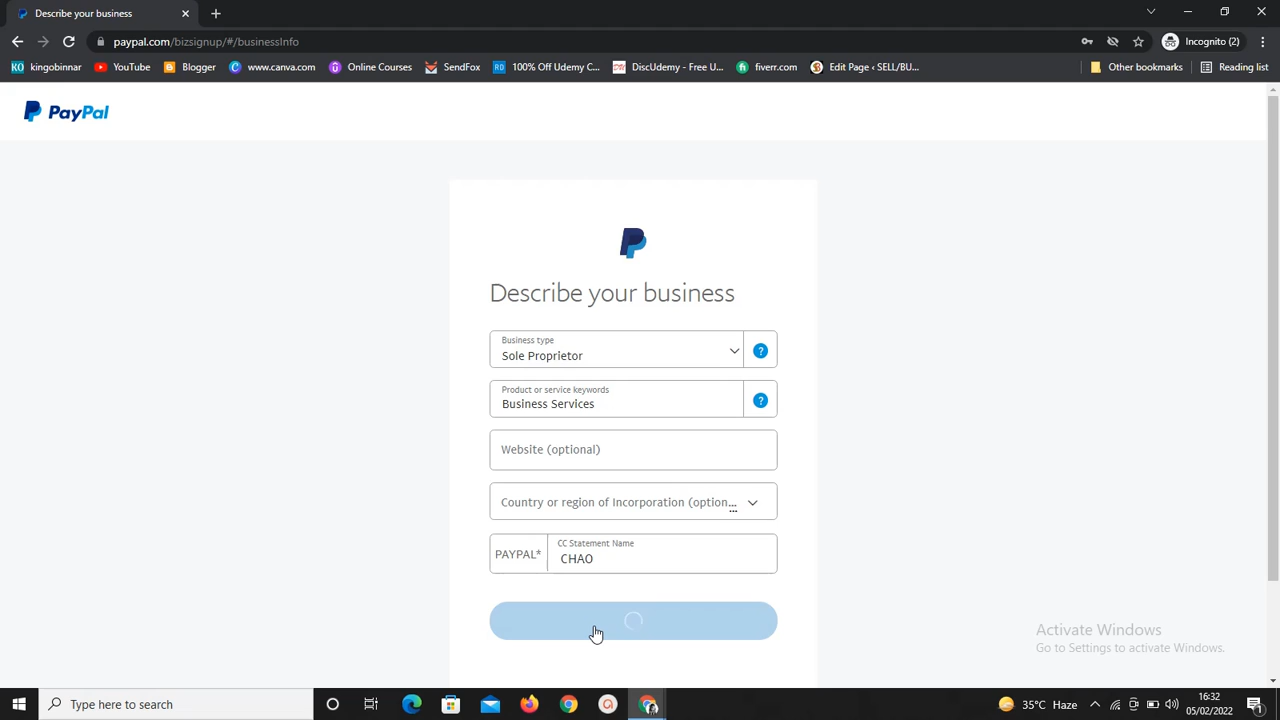 Describe your business
paypal.com/bizsignup/#/businessInfo
Incognito (2)
KO kingobinnar
YouTube
Blogger
www.canva.com
Online Courses
SendFox
RD 100% Off Udemy C...
DiscUdemy - Free U...
fiverr.com
Edit Page ‹ SELL/BU...
Other bookmarks
Reading list
PayPal
Describe your business
Business type
Sole Proprietor
?
Product or service keywords
Business Services
?
Website (optional)
Country or region of Incorporation (option...
PAYPAL*
CC Statement Name
CHAO
Activate Windows
Go to Settings to activate Windows.
Type here to search
35°C Haze
16:32
05/02/2022
1